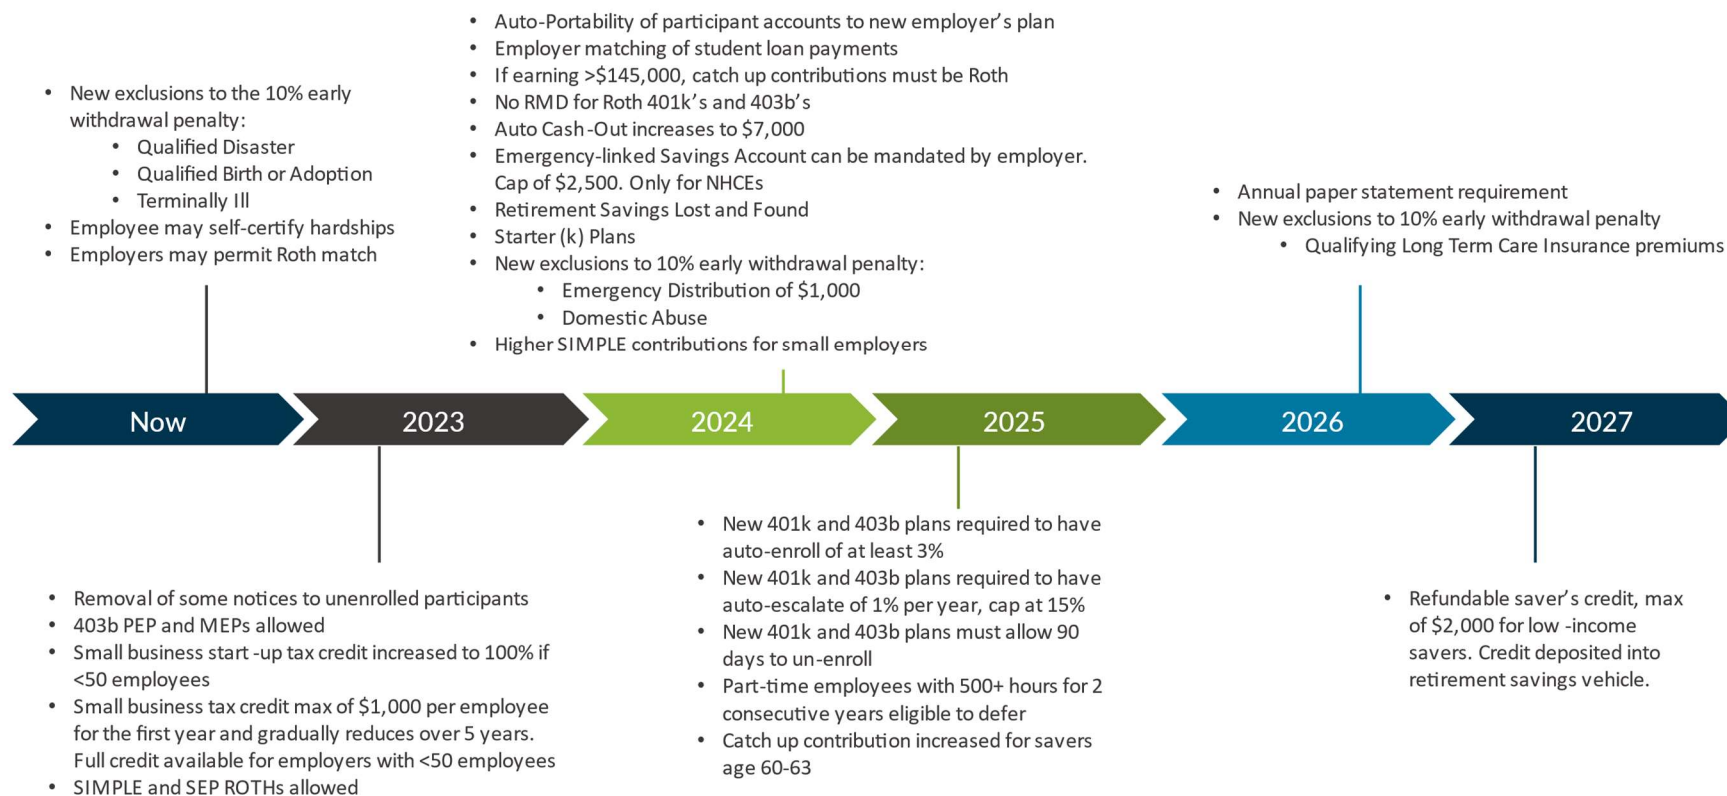 • New exclusions to the 10% early
withdrawal penalty:
• Qualified Disaster
• Qualified Birth or Adoption
• Terminally Ill
• Employee may self-certify hardships
• Employers may permit Roth match
• Auto-Portability of participant accounts to new employer’s plan
• Employer matching of student loan payments
• If earning >$145,000, catch up contributions must be Roth
• No RMD for Roth 401k’s and 403b’s
• Auto Cash-Out increases to $7,000
• Emergency-linked Savings Account can be mandated by employer.
Cap of $2,500. Only for NHCEs
• Retirement Savings Lost and Found
• Starter (k) Plans
• New exclusions to 10% early withdrawal penalty:
• Emergency Distribution of $1,000
• Domestic Abuse
• Higher SIMPLE contributions for small employers
• Annual paper statement requirement
• New exclusions to 10% early withdrawal penalty
• Qualifying Long Term Care Insurance premiums
Now
2023
2024
2025
2026
2027
• Removal of some notices to unenrolled participants
• 403b PEP and MEPs allowed
• Small business start -up tax credit increased to 100% if
<50 employees
• Small business tax credit max of $1,000 per employee
for the first year and gradually reduces over 5 years.
Full credit available for employers with <50 employees
• SIMPLE and SEP ROTHs allowed
• New 401k and 403b plans required to have
auto-enroll of at least 3%
• New 401k and 403b plans required to have
auto-escalate of 1% per year, cap at 15%
• New 401k and 403b plans must allow 90
days to un-enroll
• Part-time employees with 500+ hours for 2
consecutive years eligible to defer
• Catch up contribution increased for savers
age 60-63
• Refundable saver’s credit, max
of $2,000 for low -income
savers. Credit deposited into
retirement savings vehicle.